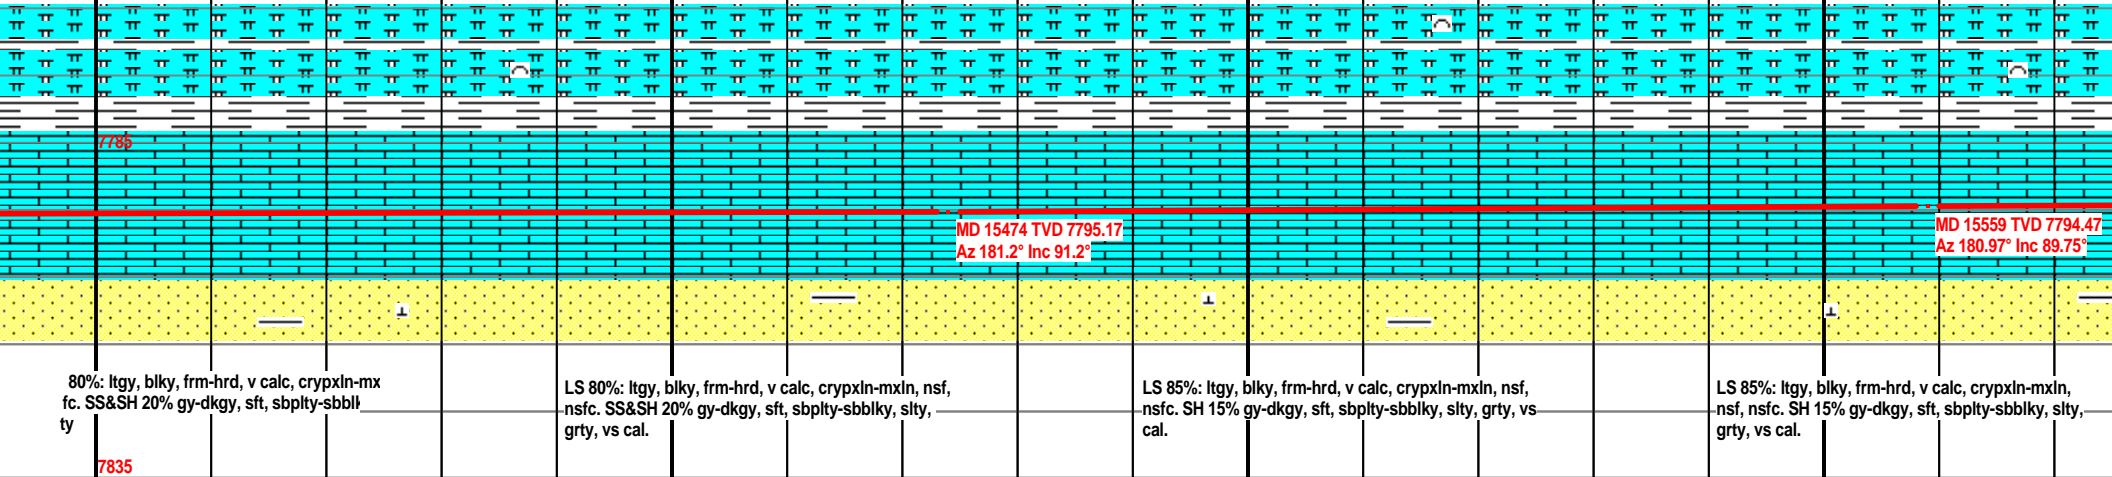 7785
MD 15474 TVD 7795.17
Az 181.2° Inc 91.2°
MD 15559 TVD 7794.47
Az 180.97° Inc 89.75°
80%: ltgy, blky, frm-hrd, v calc, crypxln-mx
fc. SS&SH 20% gy-dkgy, sft, sbplty-sbbl
ty
LS 80%: ltgy, blky, frm-hrd, v calc, crypxln-mxln, nsf,
nsfc. SS&SH 20% gy-dkgy, sft, sbplty-sbblky, slty,
grty, vs cal.
LS 85%: ltgy, blky, frm-hrd, v calc, crypxln-mxln, nsf,
nsfc. SH 15% gy-dkgy, sft, sbplty-sbblky, slty, grty, vs
cal.
LS 85%: ltgy, blky, frm-hrd, v calc, crypxln-mxln,
nsf, nsfc. SH 15% gy-dkgy, sft, sbplty-sbblky, slty,
grty, vs cal.
7835